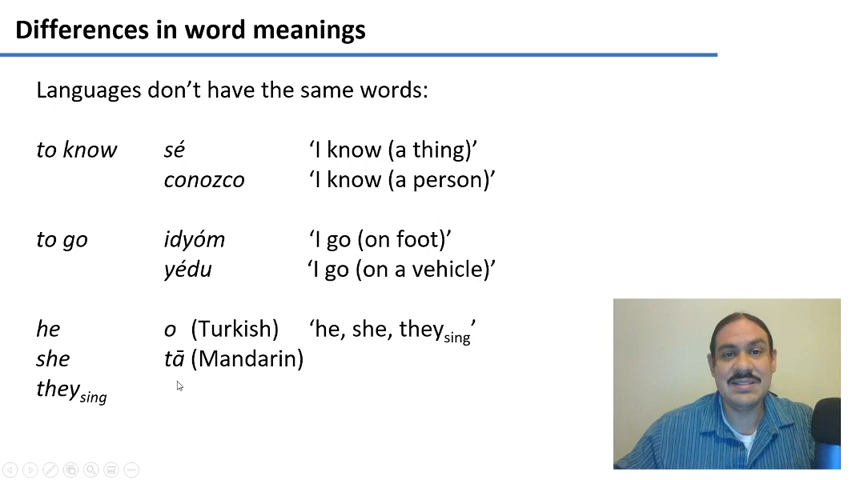 Differences in word meanings
Languages don’t have the same words:
to know sé ‘I know (a thing)’
conozco ‘I know (a person)’
to go idyóm ‘I go (on foot)’
yédu ‘I go (on a vehicle)’
he o (Turkish) ‘he, she, theysing’
she tā (Mandarin)
theysing